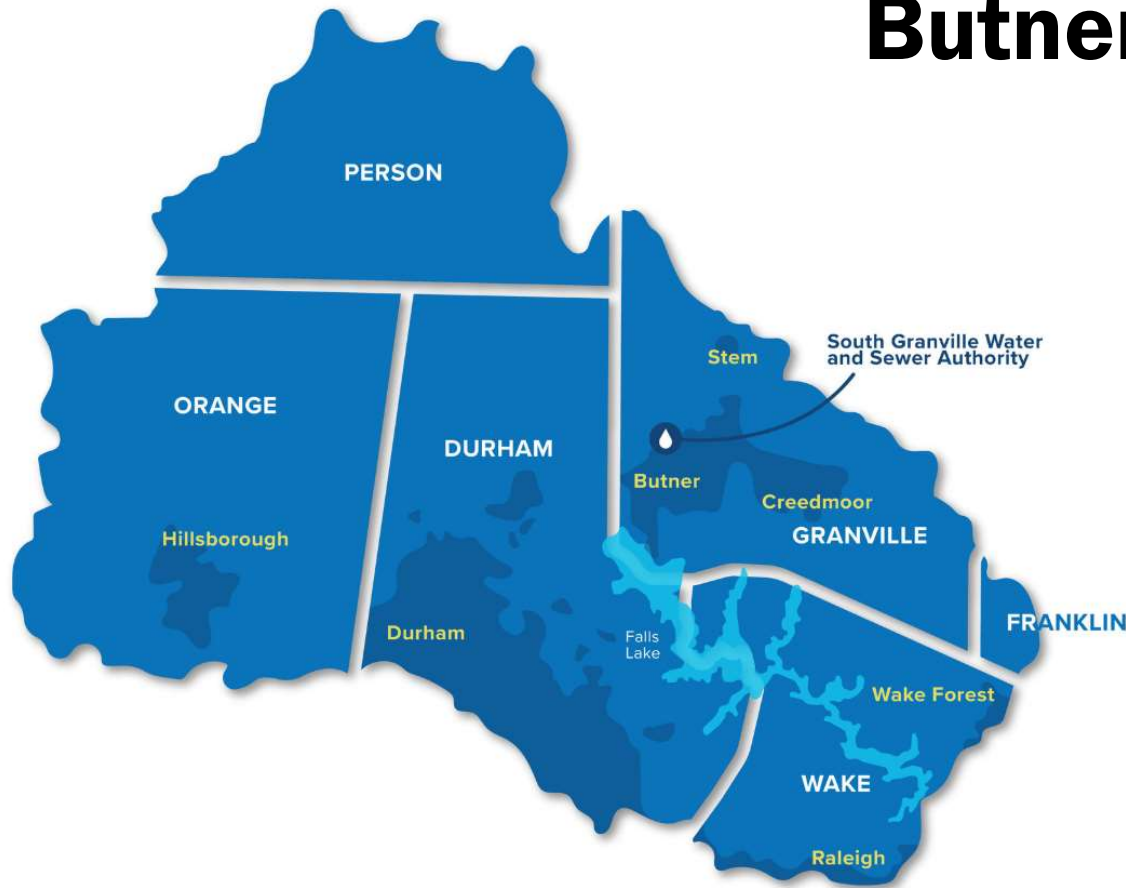 Butner
PERSON
Stem
South Granville Water
and Sewer Authority
ORANGE
DURHAM
Butner
Creedmoor
GRANVILLE
Hillsborough
FRANKLIN
Durham
Falls
Lake
Wake Forest
WAKE
Raleigh